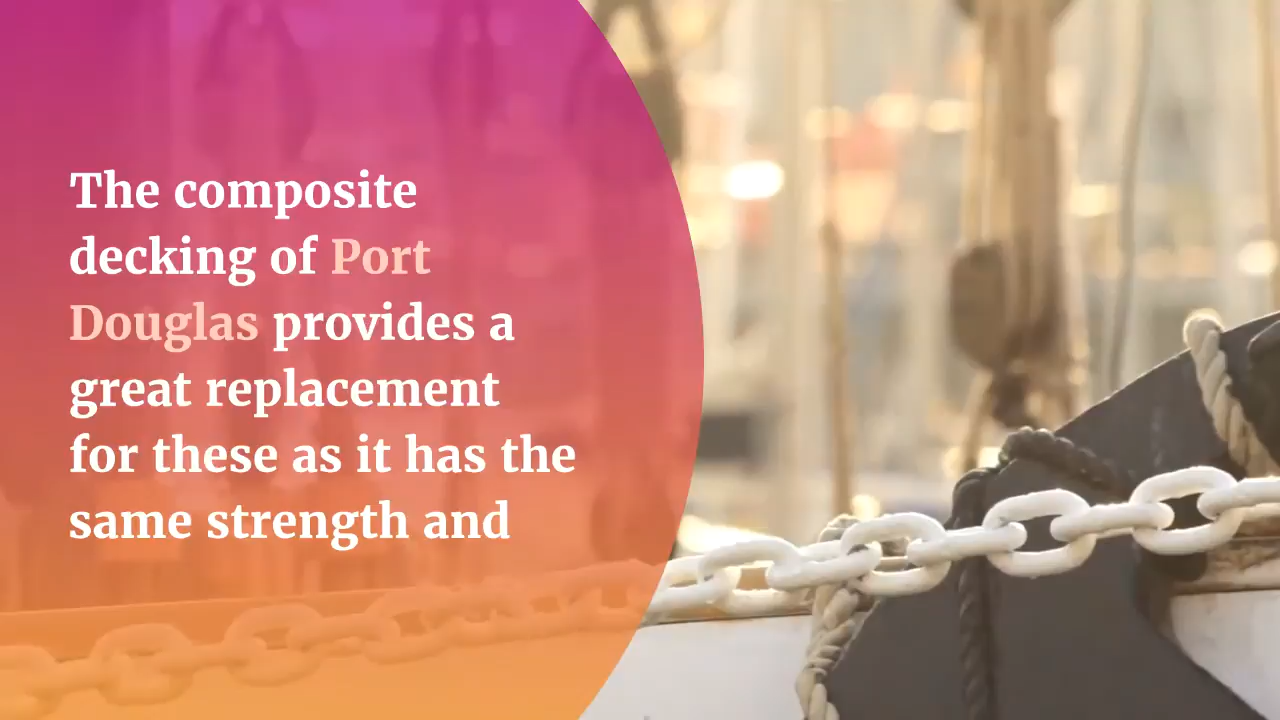 The composite
decking of Port
Douglas provides a
great replacement
for these as it has the
same strength and